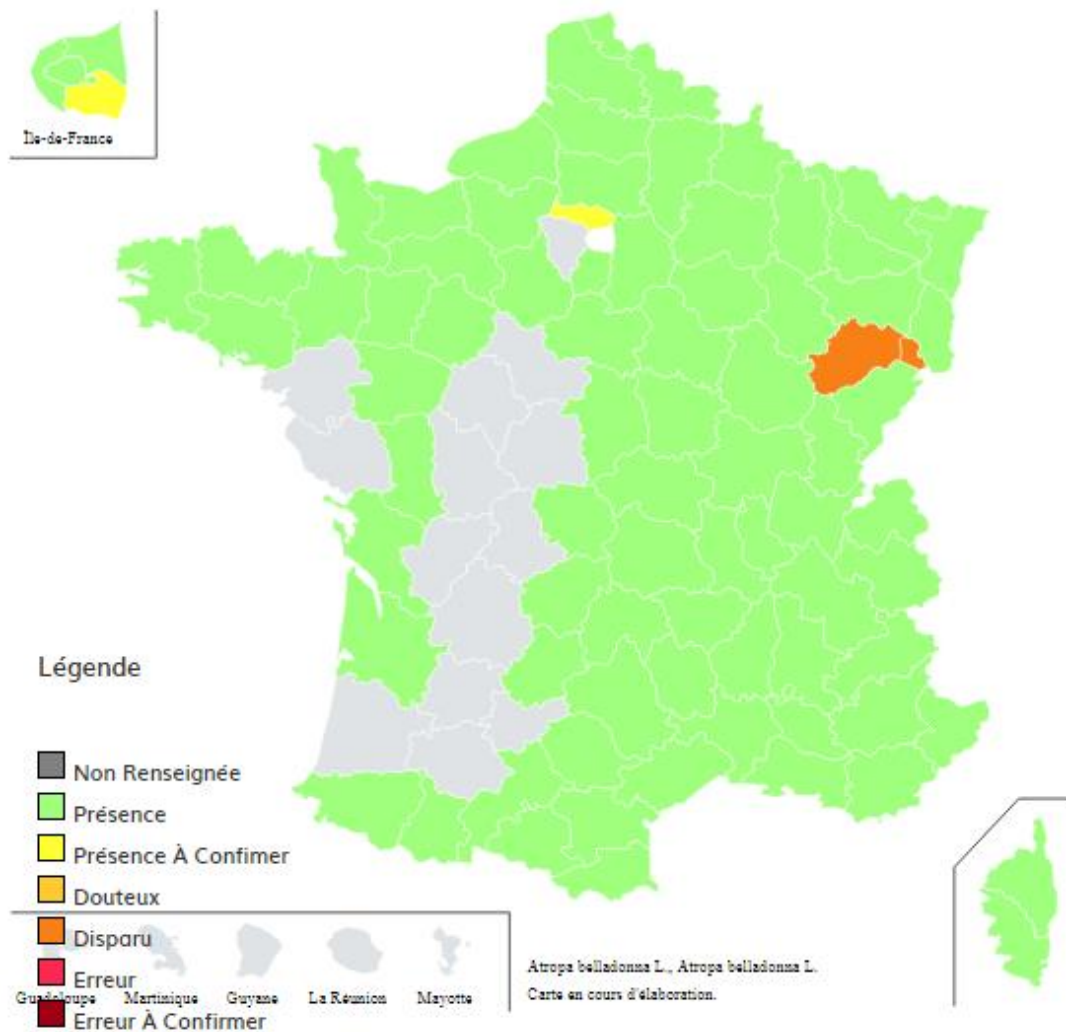 Île-de-France
Légende
Non Renseignée
Présence
Présence À Confimer
Douteux
Disparu
Erreur
Guadeloupe Martinique Guyane La Réunion Mayotte
Erreur À Confirmer
Atropa belladonna L., Atropa belladonna L.
Carte en cours d'élaboration.